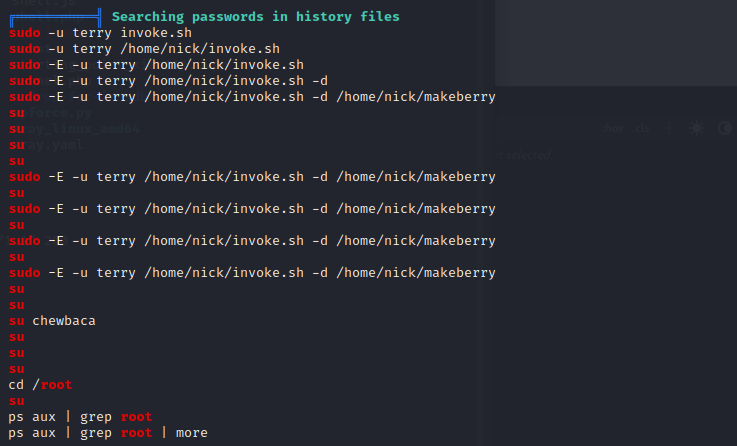 ╔══════════╣ Searching passwords in history files
sudo -u terry invoke.sh
sudo -u terry /home/nick/invoke.sh
sudo -E -u terry /home/nick/invoke.sh
sudo -E -u terry /home/nick/invoke.sh -d
sudo -E -u terry /home/nick/invoke.sh -d /home/nick/makeberry
su
su
su
su
sudo -E -u terry /home/nick/invoke.sh -d /home/nick/makeberry
su
sudo -E -u terry /home/nick/invoke.sh -d /home/nick/makeberry
su
sudo -E -u terry /home/nick/invoke.sh -d /home/nick/makeberry
su
sudo -E -u terry /home/nick/invoke.sh -d /home/nick/makeberry
su
su
su chewbaca
su
su
su
cd /root
su
ps aux | grep root
ps aux | grep root | more